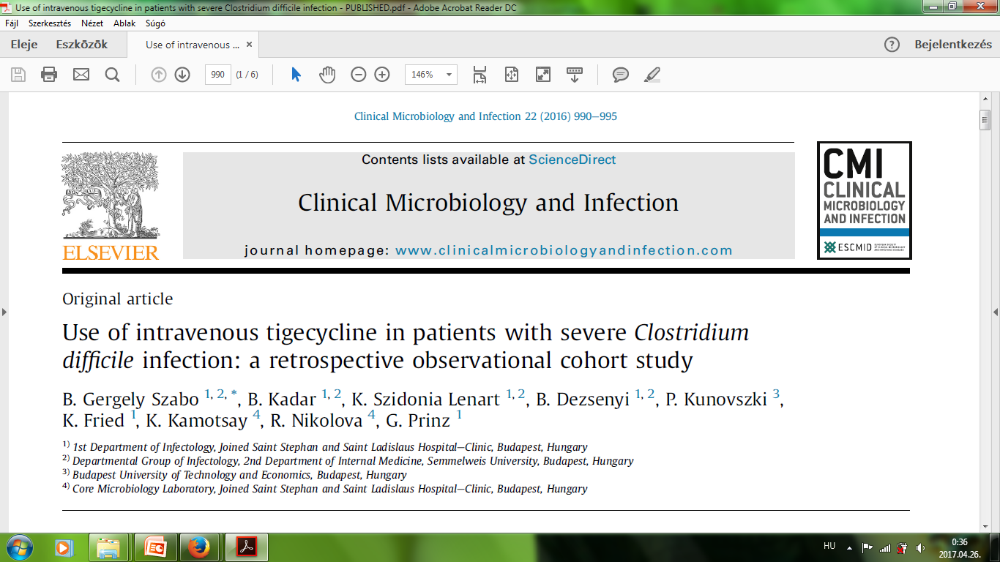 Use of intravenous tigecycline in patients with severe Clostridium difficile infection - PUBLISHED.pdf - Adobe Acrobat Reader DC
Fájl Szerkesztés Nézet Ablak Súgó
Eleje Eszközök Use of intravenous ... × ? Bejelentkezés
990 (1 / 6) 146%
Clinical Microbiology and Infection 22 (2016) 990–995
Contents lists available at ScienceDirect
Clinical Microbiology and Infection
journal homepage: www.clinicalmicrobiologyandinfection.com
ELSEVIER
CMI
CLINICAL
MICROBIOLOGY
AND INFECTION
ESCMID EUROPEAN SOCIETY
OF CLINICAL MICROBIOLOGY
AND INFECTIOUS DISEASES
Original article
Use of intravenous tigecycline in patients with severe Clostridium
difficile infection: a retrospective observational cohort study
B. Gergely Szabo 1, 2, *, B. Kadar 1, 2, K. Szidonia Lenart 1, 2, B. Dezsenyi 1, 2, P. Kunovszki 3,
K. Fried 1, K. Kamotsay 4, R. Nikolova 4, G. Prinz 1
1) 1st Department of Infectology, Joined Saint Stephan and Saint Ladislaus Hospital–Clinic, Budapest, Hungary
2) Departmental Group of Infectology, 2nd Department of Internal Medicine, Semmelweis University, Budapest, Hungary
3) Budapest University of Technology and Economics, Budapest, Hungary
4) Core Microbiology Laboratory, Joined Saint Stephan and Saint Ladislaus Hospital–Clinic, Budapest, Hungary
HU 0:36
2017.04.26.